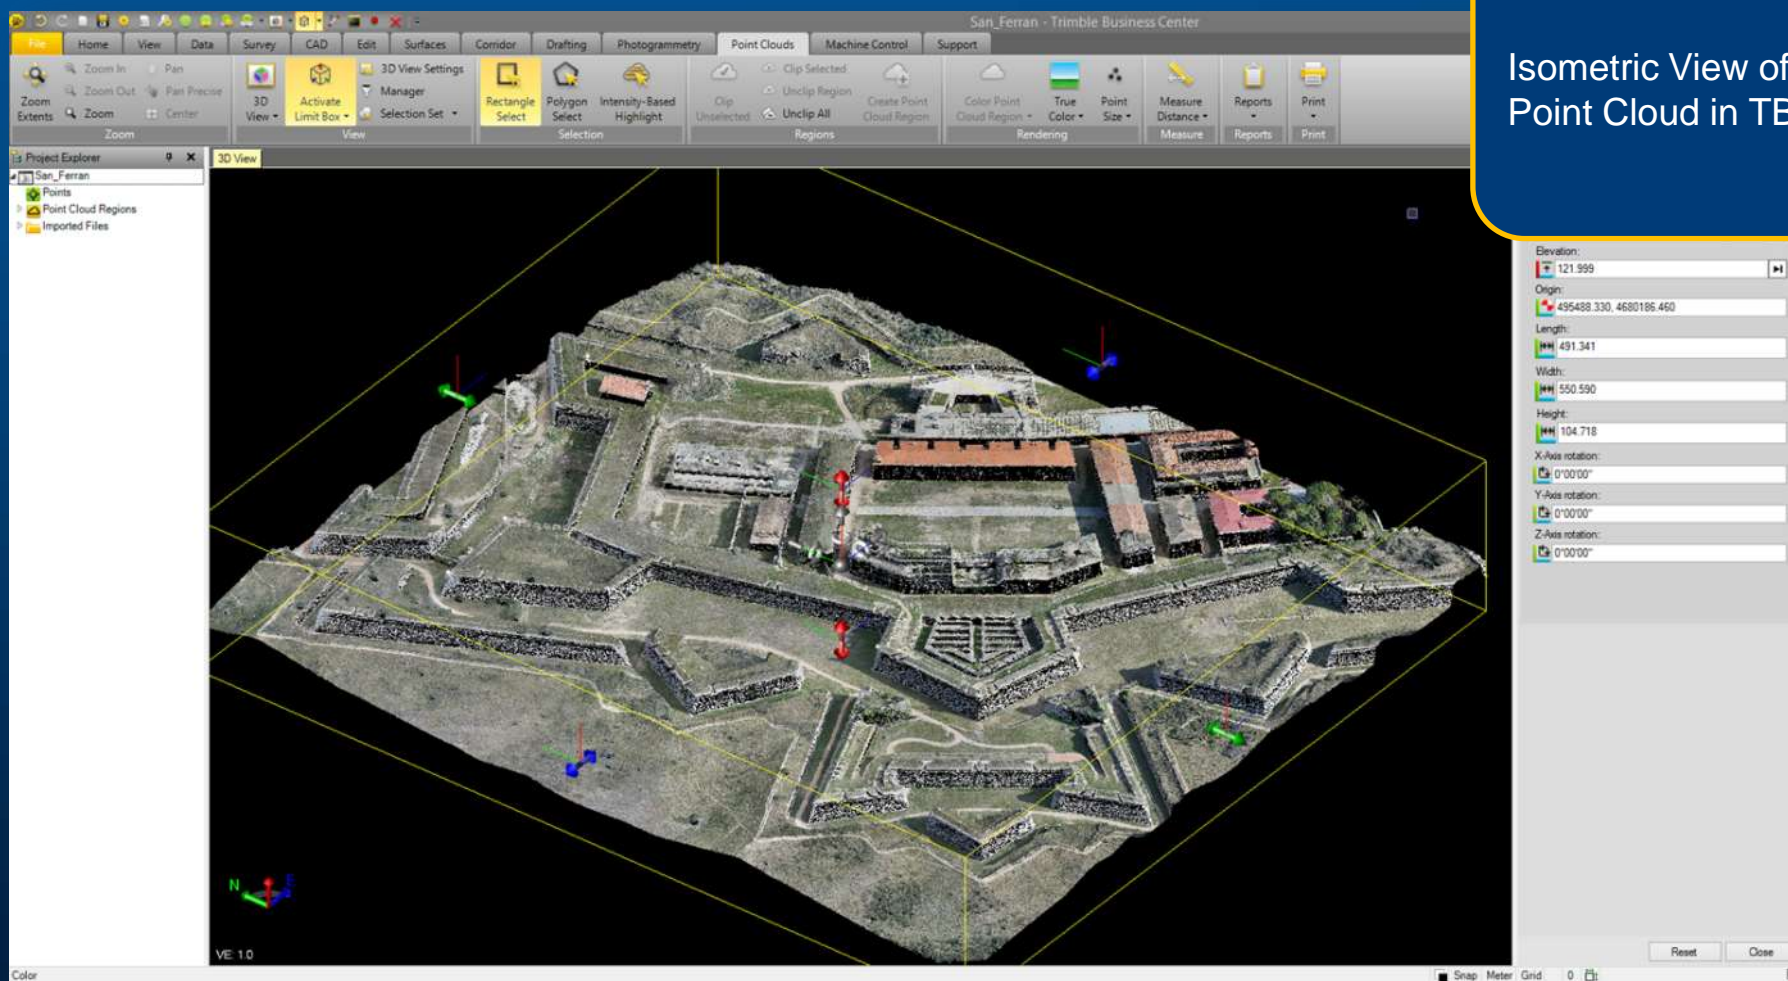 San_Ferran - Trimble Business Center
Isometric View of
Point Cloud in TB
File Home View Data Survey CAD Edit Surfaces Corridor Drafting Photogrammetry Point Clouds Machine Control Support
Zoom Extents
Zoom In
Zoom Out
Zoom
Pan
Pan Precise
Center
Zoom
3D View
Activate Limit Box
3D View Settings
Manager
Selection Set
View
Rectangle Select
Polygon Select
Intensity-Based Highlight
Selection
Clip Unselected
Clip Selected
Unclip Region
Unclip All
Create Point Cloud Region
Regions
Color Point Cloud Region
True Color
Point Size
Rendering
Measure Distance
Measure
Reports
Reports
Print
Print
Project Explorer
San_Ferran
Points
Point Cloud Regions
Imported Files
3D View
N
E
VE: 1.0
Elevation:
121.999
Origin:
495488.330, 4680186.460
Length:
491.341
Width:
550.590
Height:
104.718
X-Axis rotation:
0°00'00"
Y-Axis rotation:
0°00'00"
Z-Axis rotation:
0°00'00"
Reset Close
Color
Snap Meter Grid 0